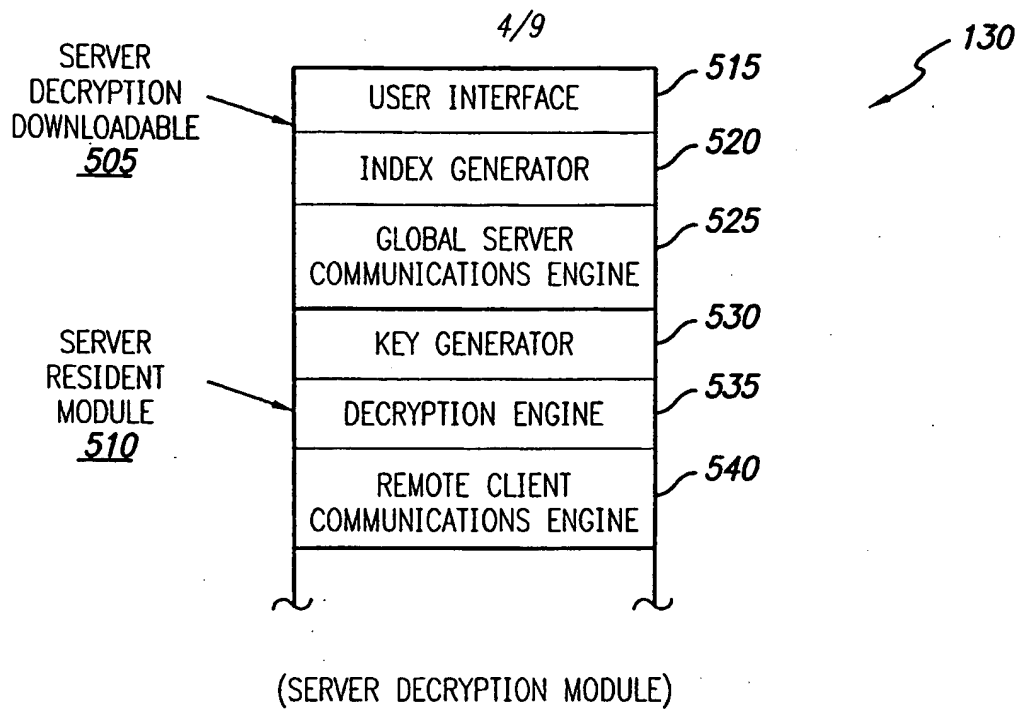 4/9
130
SERVER
DECRYPTION
DOWNLOADABLE
505
USER INTERFACE
515
INDEX GENERATOR
520
GLOBAL SERVER
COMMUNICATIONS ENGINE
525
SERVER
RESIDENT
MODULE
510
KEY GENERATOR
530
DECRYPTION ENGINE
535
REMOTE CLIENT
COMMUNICATIONS ENGINE
540
(SERVER DECRYPTION MODULE)